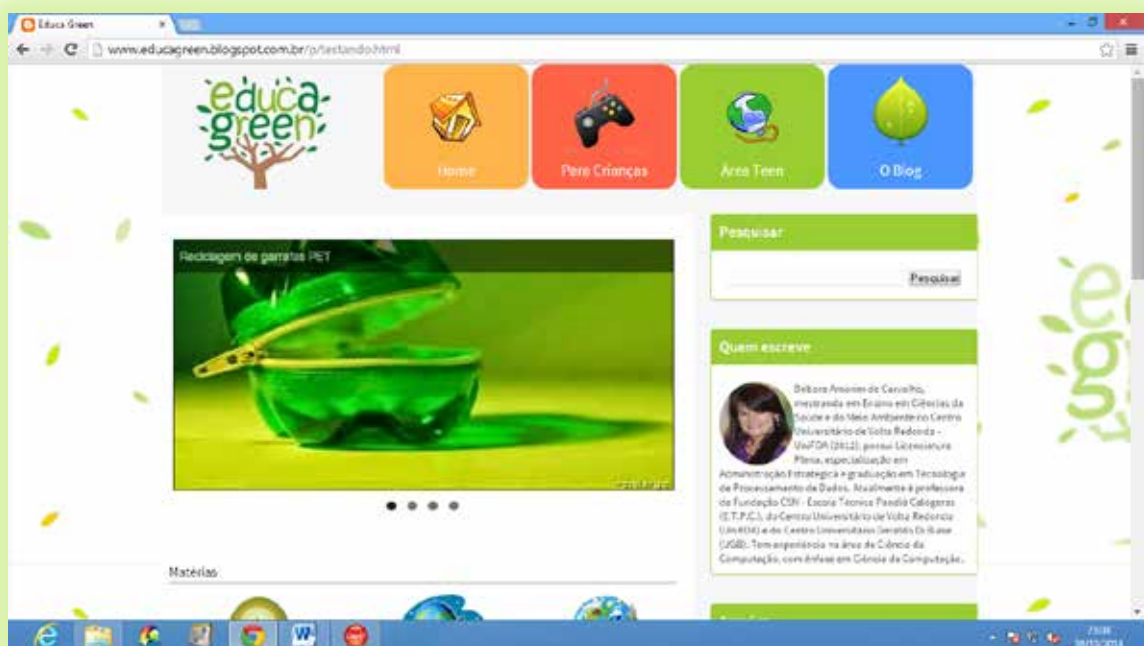 Educa Green
www.educagreen.blogspot.com.br/p/testando.html
educa-
green
Home
Para Crianças
Área Teen
O Blog
Reciclagem de garrafas PET
Pesquisar
Pesquisar
Quem escreve
Debora Amorim de Carvalho,
mestranda em Ensino em Ciências da
Saúde e do Meio Ambiente no Centro
Universitário de Volta Redonda -
UniFOA (2012), possui Licenciatura
Plena, especialização em
Administração Estratégica e graduação em Tecnologia
de Processamento de Dados. Atualmente é professora
da Fundação CSN - Escola Técnica Pandiá Calógeras
(E.T.P.C.), do Centro Universitário de Volta Redonda
(UniFOA) e do Centro Universitário Geraldo Di Biase
(UGB). Tem experiência na área de Ciência da
Computação, com ênfase em Ciência da Computação.
Matérias